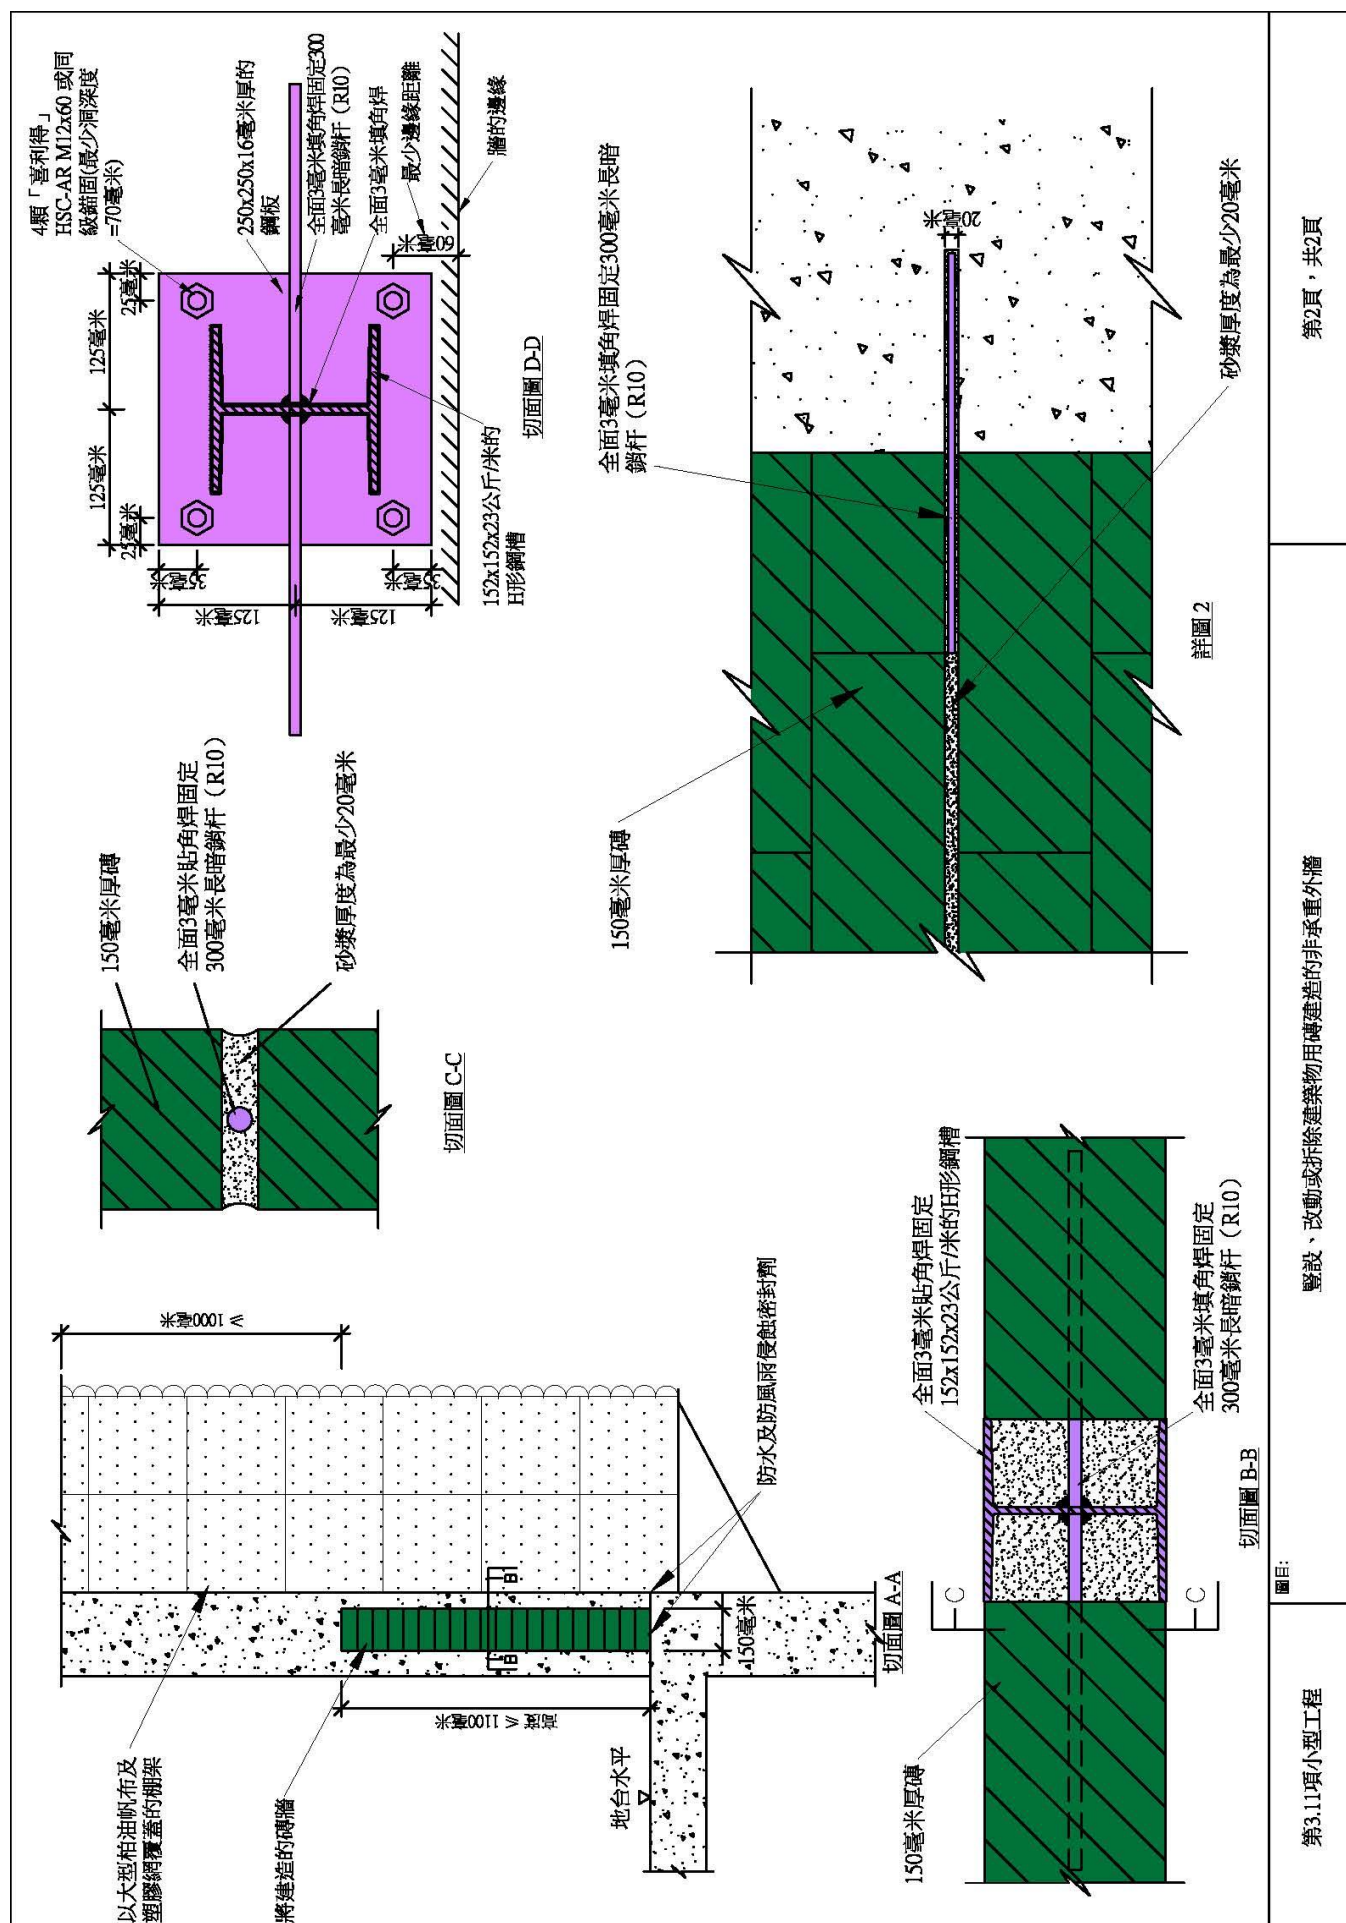 以大型柏油帆布及
塑膠網覆蓋的棚架
將建造的磚牆
高度 ≤ 1100毫米
≤ 1000毫米
地台水平
B
B
150毫米
防水及防風雨侵蝕密封劑
切面圖 A-A
150毫米厚磚
全面3毫米貼角焊固定
300毫米長暗銷杆（R10）
砂漿厚度為最少20毫米
切面圖 C-C
4顆「喜利得」
HSC-AR M12x60 或同
級錨固(最少洞深度
=70毫米)
250x250x16毫米厚的
鋼板
全面3毫米填角焊固定300
毫米長暗銷杆（R10）
全面3毫米填角焊
最少邊緣距離
牆的邊緣
25毫米
125毫米
125毫米
25毫米
35毫米
35毫米
125毫米
125毫米
60毫米
152x152x23公斤/米的
H形鋼槽
切面圖 D-D
150毫米厚磚
C
C
全面3毫米貼角焊固定
152x152x23公斤/米的H形鋼槽
全面3毫米填角焊固定
300毫米長暗銷杆（R10）
切面圖 B-B
150毫米厚磚
全面3毫米填角焊固定300毫米長暗
銷杆（R10）
20毫米
砂漿厚度為最少20毫米
詳圖 2
第3.11項小型工程
圖目:
豎設、改動或拆除建築物用磚建造的非承重外牆
第2頁，共2頁